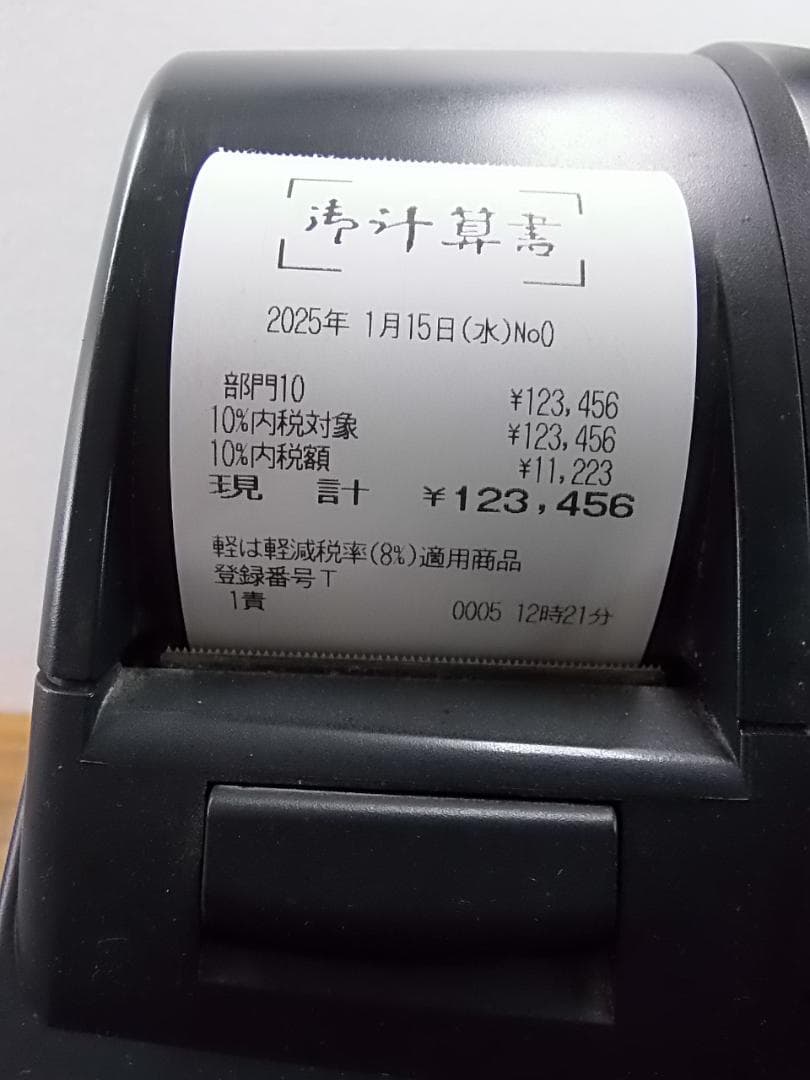 御計算書
2025年 1月15日(水)No0
部門10 ¥123,456
10%内税対象 ¥123,456
10%内税額 ¥11,223
現 計 ¥123,456
軽は軽減税率(8%)適用商品
登録番号T
1責 0005 12時21分